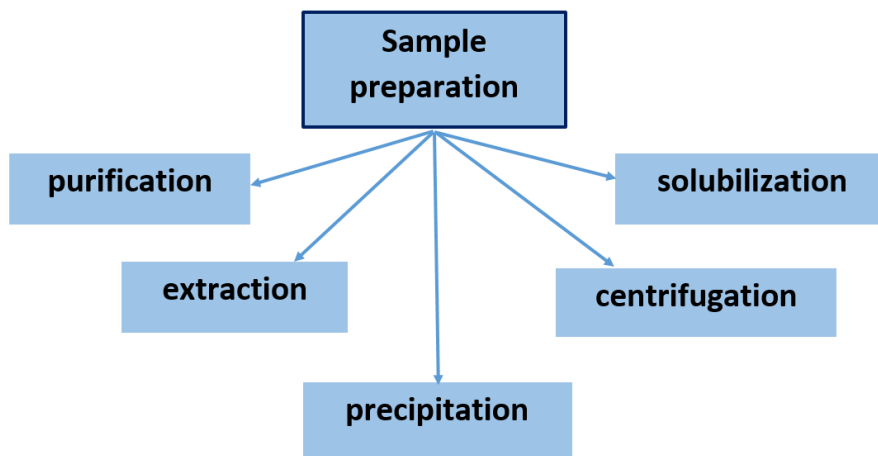 Sample
preparation
purification
solubilization
extraction
centrifugation
precipitation